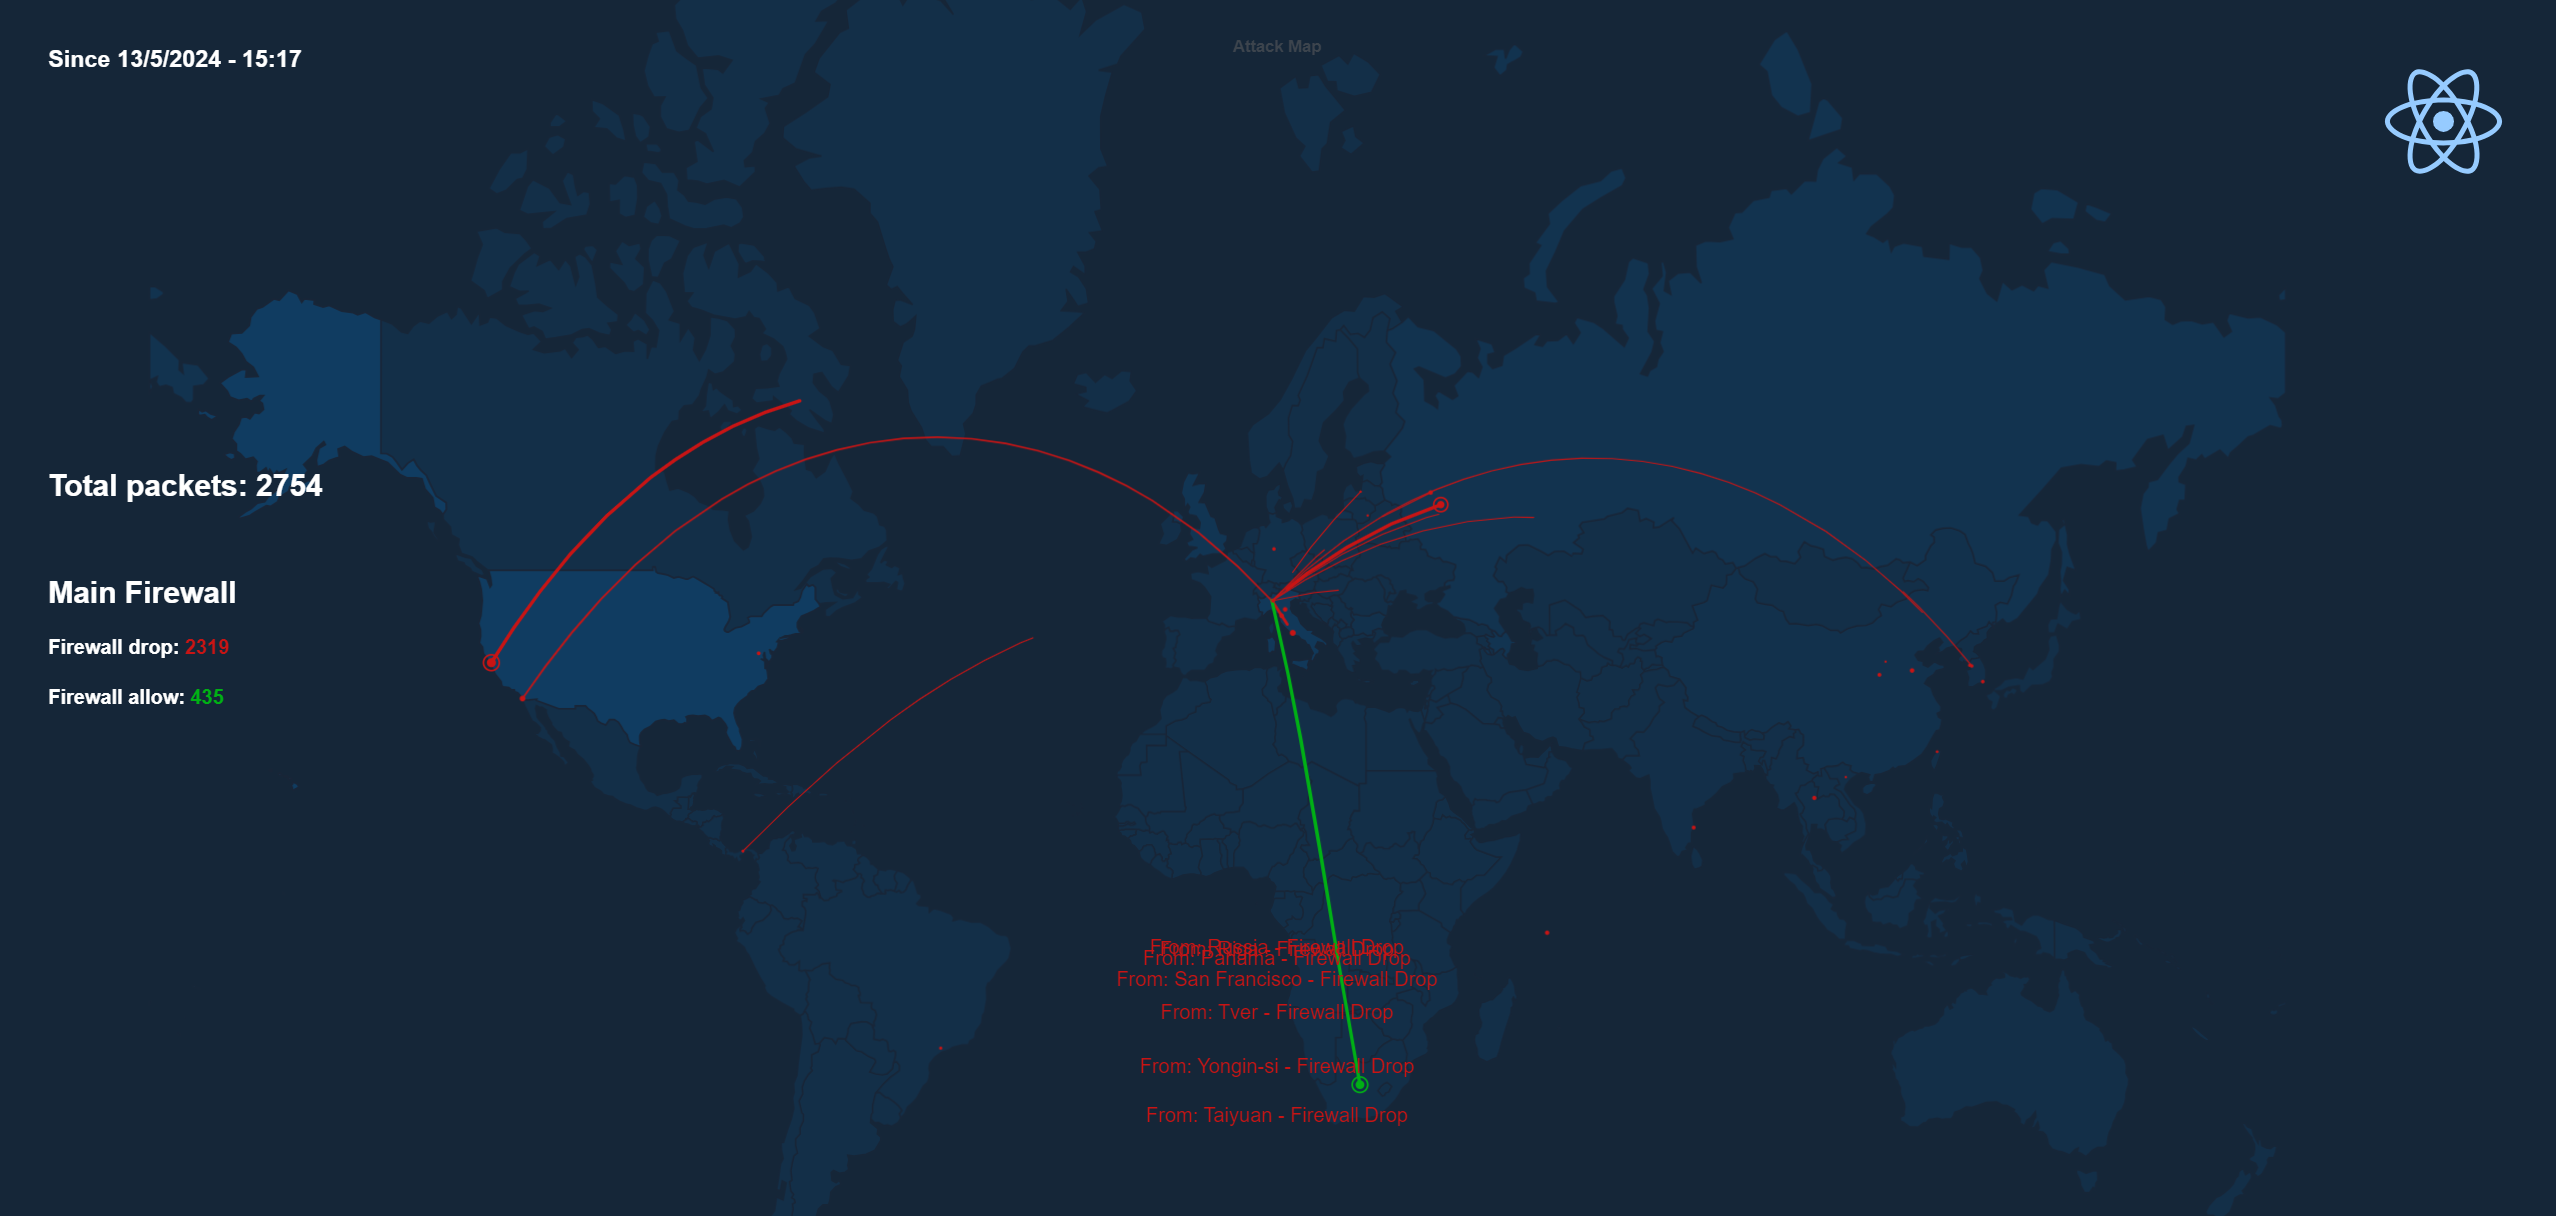 Since 13/5/2024 - 15:17
Attack Map
Total packets: 2754
Main Firewall
Firewall drop: 2319
Firewall allow: 435
From: Russia - Firewall Drop
From: Panama - Firewall Drop
From: San Francisco - Firewall Drop
From: Tver - Firewall Drop
From: Yongin-si - Firewall Drop
From: Taiyuan - Firewall Drop